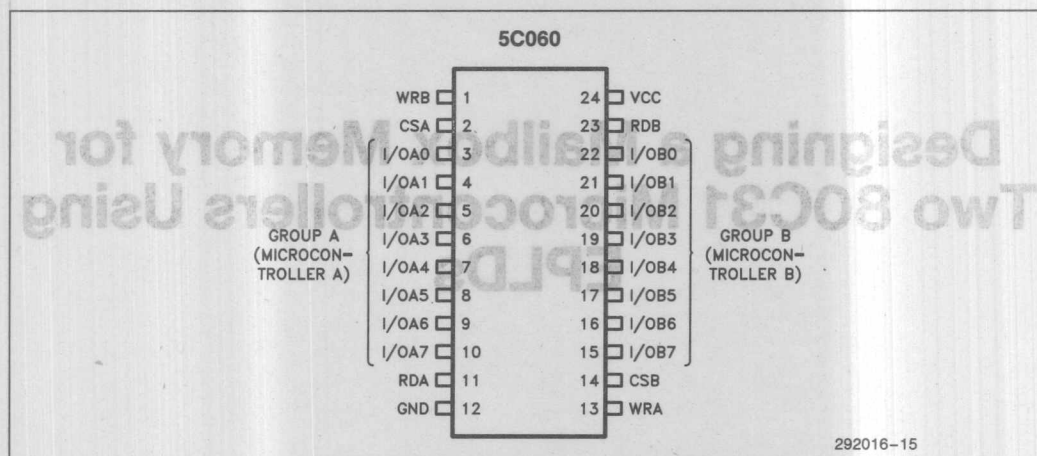 5C060
WRB 1 24 VCC
CSA 2 23 RDB
I/OA0 3 22 I/OB0
I/OA1 4 21 I/OB1
I/OA2 5 20 I/OB2
I/OA3 6 19 I/OB3
I/OA4 7 18 I/OB4
I/OA5 8 17 I/OB5
I/OA6 9 16 I/OB6
I/OA7 10 15 I/OB7
RDA 11 14 CSB
GND 12 13 WRA
GROUP A
(MICROCON-
TROLLER A)
GROUP B
(MICROCON-
TROLLER B)
292016-15
Designing a Mailbox Memory for
Two 80C31 Microcontrollers Using
EPLDs